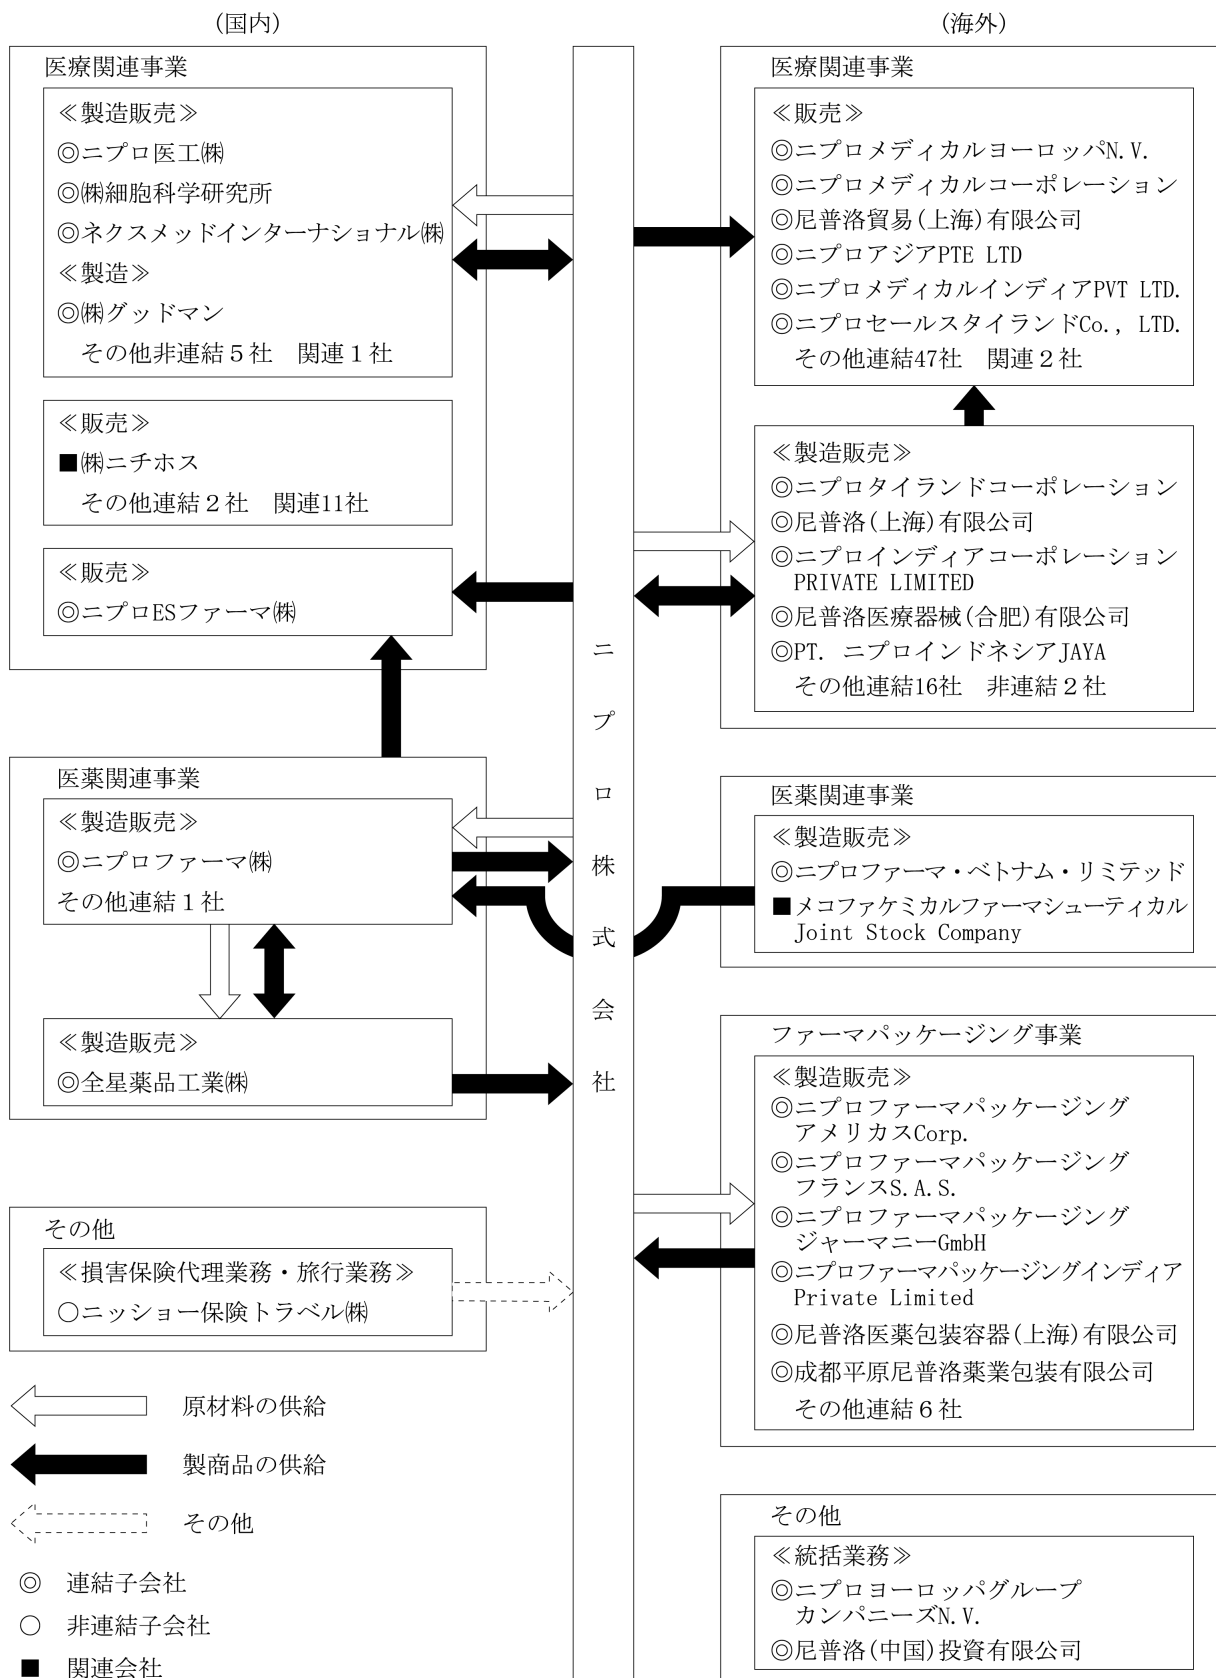 (国内)
医療関連事業
≪製造販売≫
◎ニプロ医工㈱
◎㈱細胞科学研究所
◎ネクスメッドインターナショナル㈱
≪製造≫
◎㈱グッドマン
その他非連結５社　関連１社
≪販売≫
■㈱ニチホス
その他連結２社　関連11社
≪販売≫
◎ニプロESファーマ㈱
医薬関連事業
≪製造販売≫
◎ニプロファーマ㈱
その他連結１社
≪製造販売≫
◎全星薬品工業㈱
その他
≪損害保険代理業務・旅行業務≫
○ニッショー保険トラベル㈱
原材料の供給
製商品の供給
その他
◎　連結子会社
○　非連結子会社
■　関連会社
ニプロ株式会社
(海外)
医療関連事業
≪販売≫
◎ニプロメディカルヨーロッパN.V.
◎ニプロメディカルコーポレーション
◎尼普洛貿易(上海)有限公司
◎ニプロアジアPTE LTD
◎ニプロメディカルインディアPVT LTD.
◎ニプロセールスタイランドCo., LTD.
その他連結47社　関連２社
≪製造販売≫
◎ニプロタイランドコーポレーション
◎尼普洛(上海)有限公司
◎ニプロインディアコーポレーション
PRIVATE LIMITED
◎尼普洛医療器械(合肥)有限公司
◎PT. ニプロインドネシアJAYA
その他連結16社　非連結２社
医薬関連事業
≪製造販売≫
◎ニプロファーマ・ベトナム・リミテッド
■メコファケミカルファーマシューティカル
Joint Stock Company
ファーマパッケージング事業
≪製造販売≫
◎ニプロファーマパッケージング
アメリカスCorp.
◎ニプロファーマパッケージング
フランスS.A.S.
◎ニプロファーマパッケージング
ジャーマニーGmbH
◎ニプロファーマパッケージングインディア
Private Limited
◎尼普洛医薬包装容器(上海)有限公司
◎成都平原尼普洛薬業包装有限公司
その他連結６社
その他
≪統括業務≫
◎ニプロヨーロッパグループ
カンパニーズN.V.
◎尼普洛(中国)投資有限公司